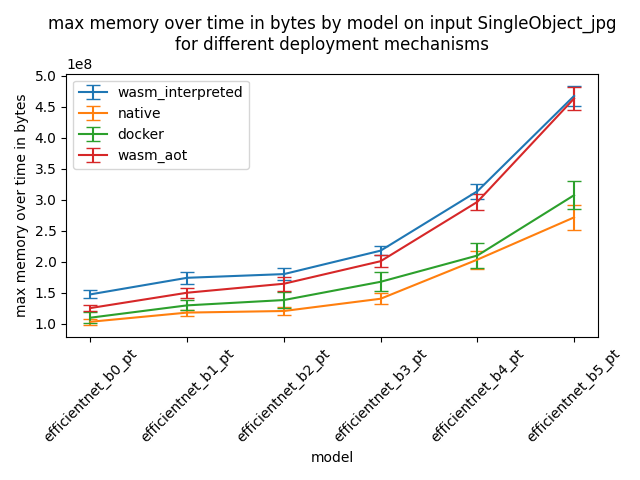 max memory over time in bytes by model on input SingleObject_jpg
for different deployment mechanisms
1e8
5.0
4.5
4.0
3.5
3.0
2.5
2.0
1.5
1.0
max memory over time in bytes
wasm_interpreted
native
docker
wasm_aot
efficientnet_b0_pt
efficientnet_b1_pt
efficientnet_b2_pt
efficientnet_b3_pt
efficientnet_b4_pt
efficientnet_b5_pt
model